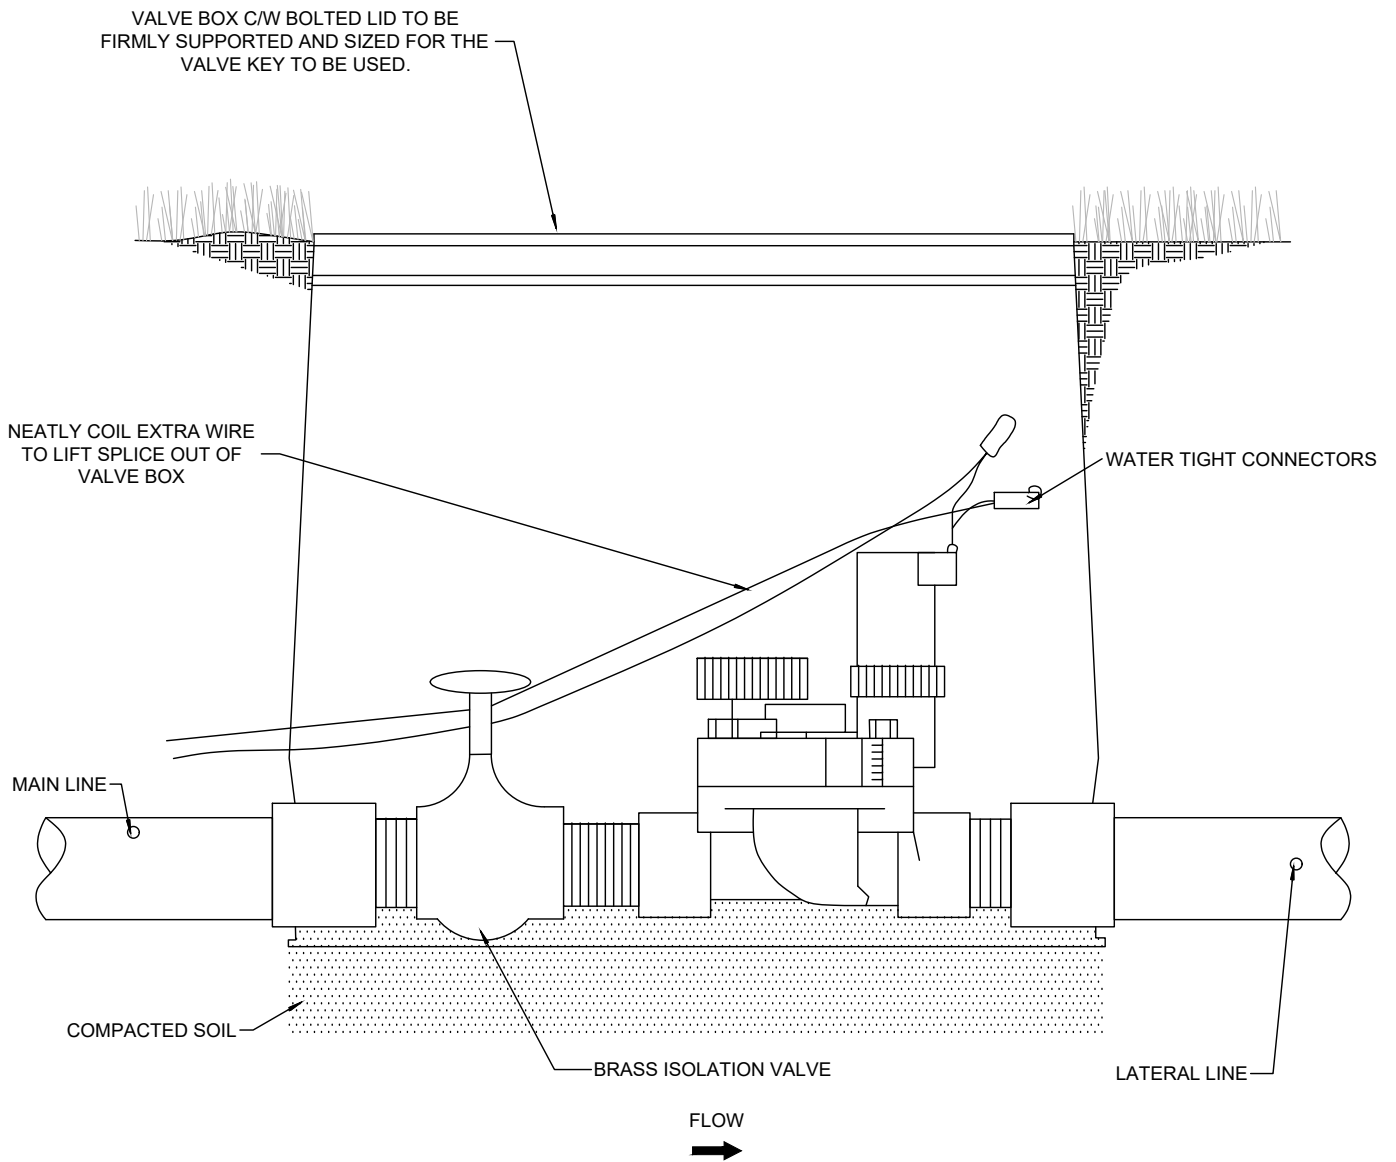 VALVE BOX C/W BOLTED LID TO BE
FIRMLY SUPPORTED AND SIZED FOR THE
VALVE KEY TO BE USED.
NEATLY COIL EXTRA WIRE
TO LIFT SPLICE OUT OF
VALVE BOX
WATER TIGHT CONNECTORS
MAIN LINE
COMPACTED SOIL
BRASS ISOLATION VALVE
LATERAL LINE
FLOW